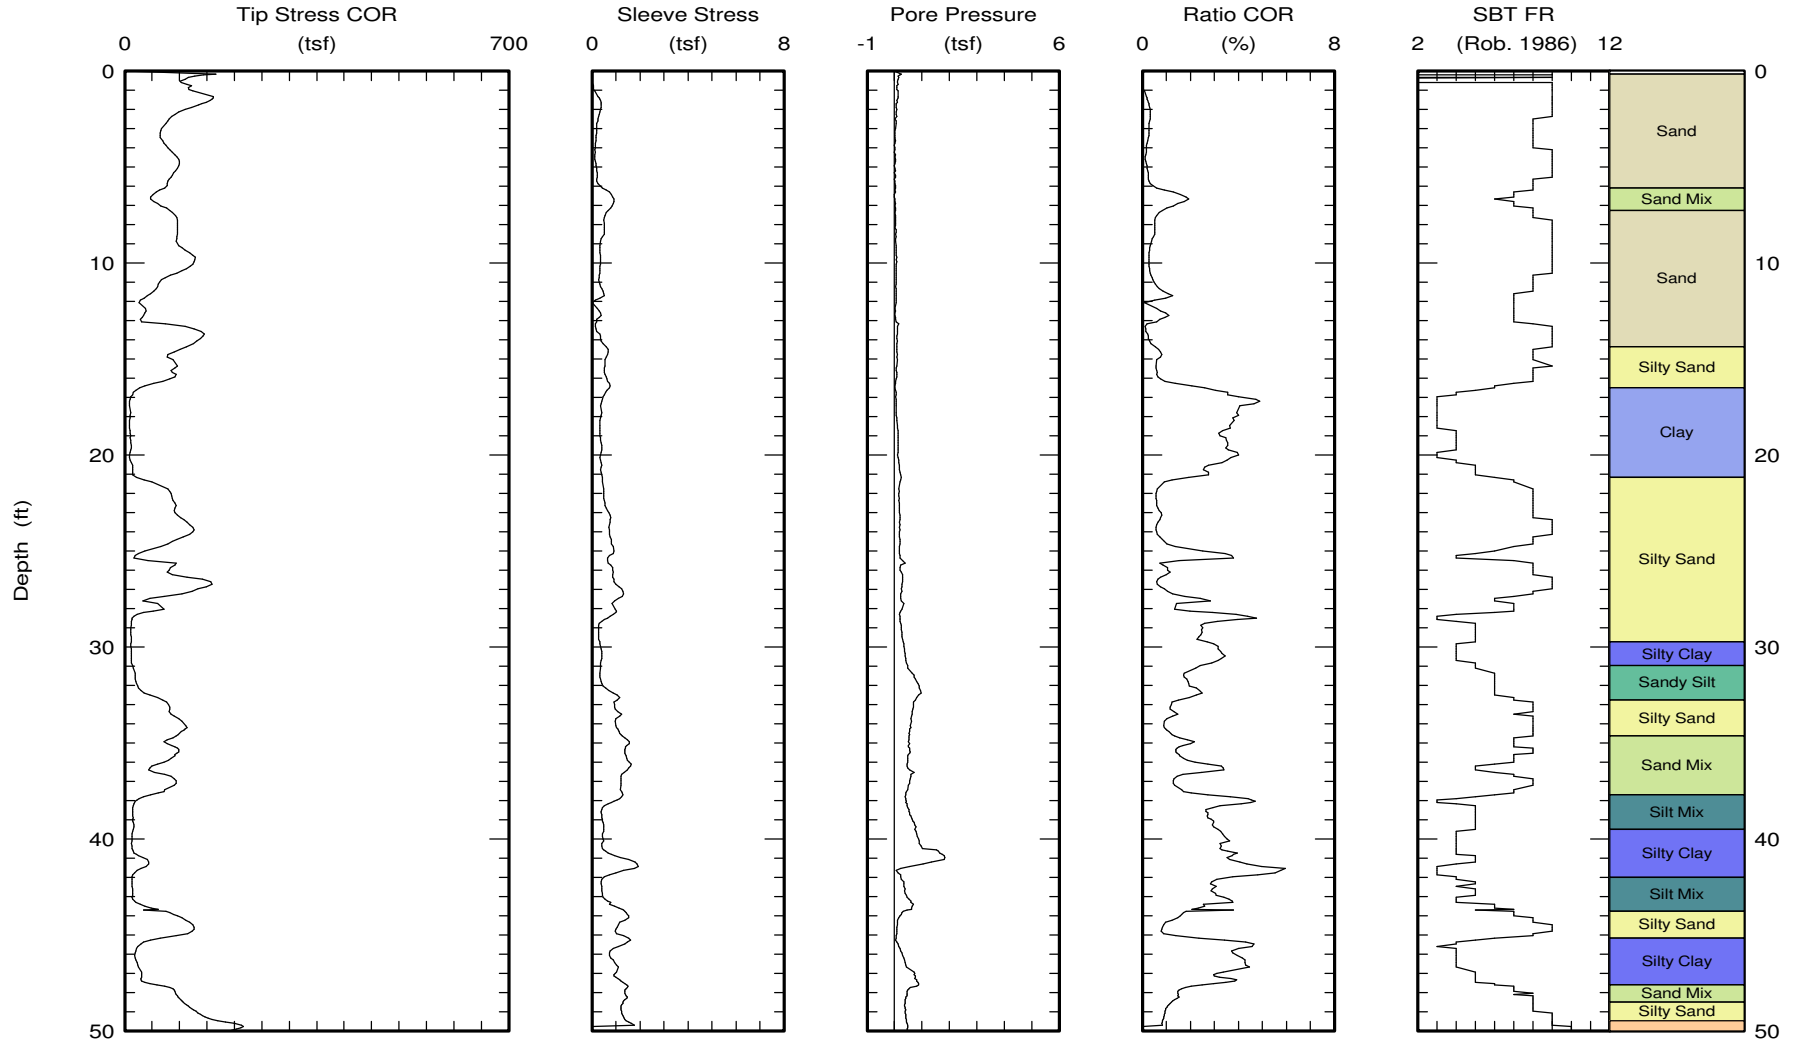 Tip Stress COR Sleeve Stress Pore Pressure Ratio COR SBT FR
0 (tsf) 700 0 (tsf) 8 -1 (tsf) 6 0 (%) 8 2 (Rob. 1986) 12
0 0
Sand
Sand Mix
10 10
Sand
Silty Sand
Clay
20 20
Depth (ft)
Silty Sand
30 30
Silty Clay
Sandy Silt
Silty Sand
Sand Mix
Silt Mix
40 40
Silty Clay
Silt Mix
Silty Sand
Silty Clay
Sand Mix
Silty Sand
50 50